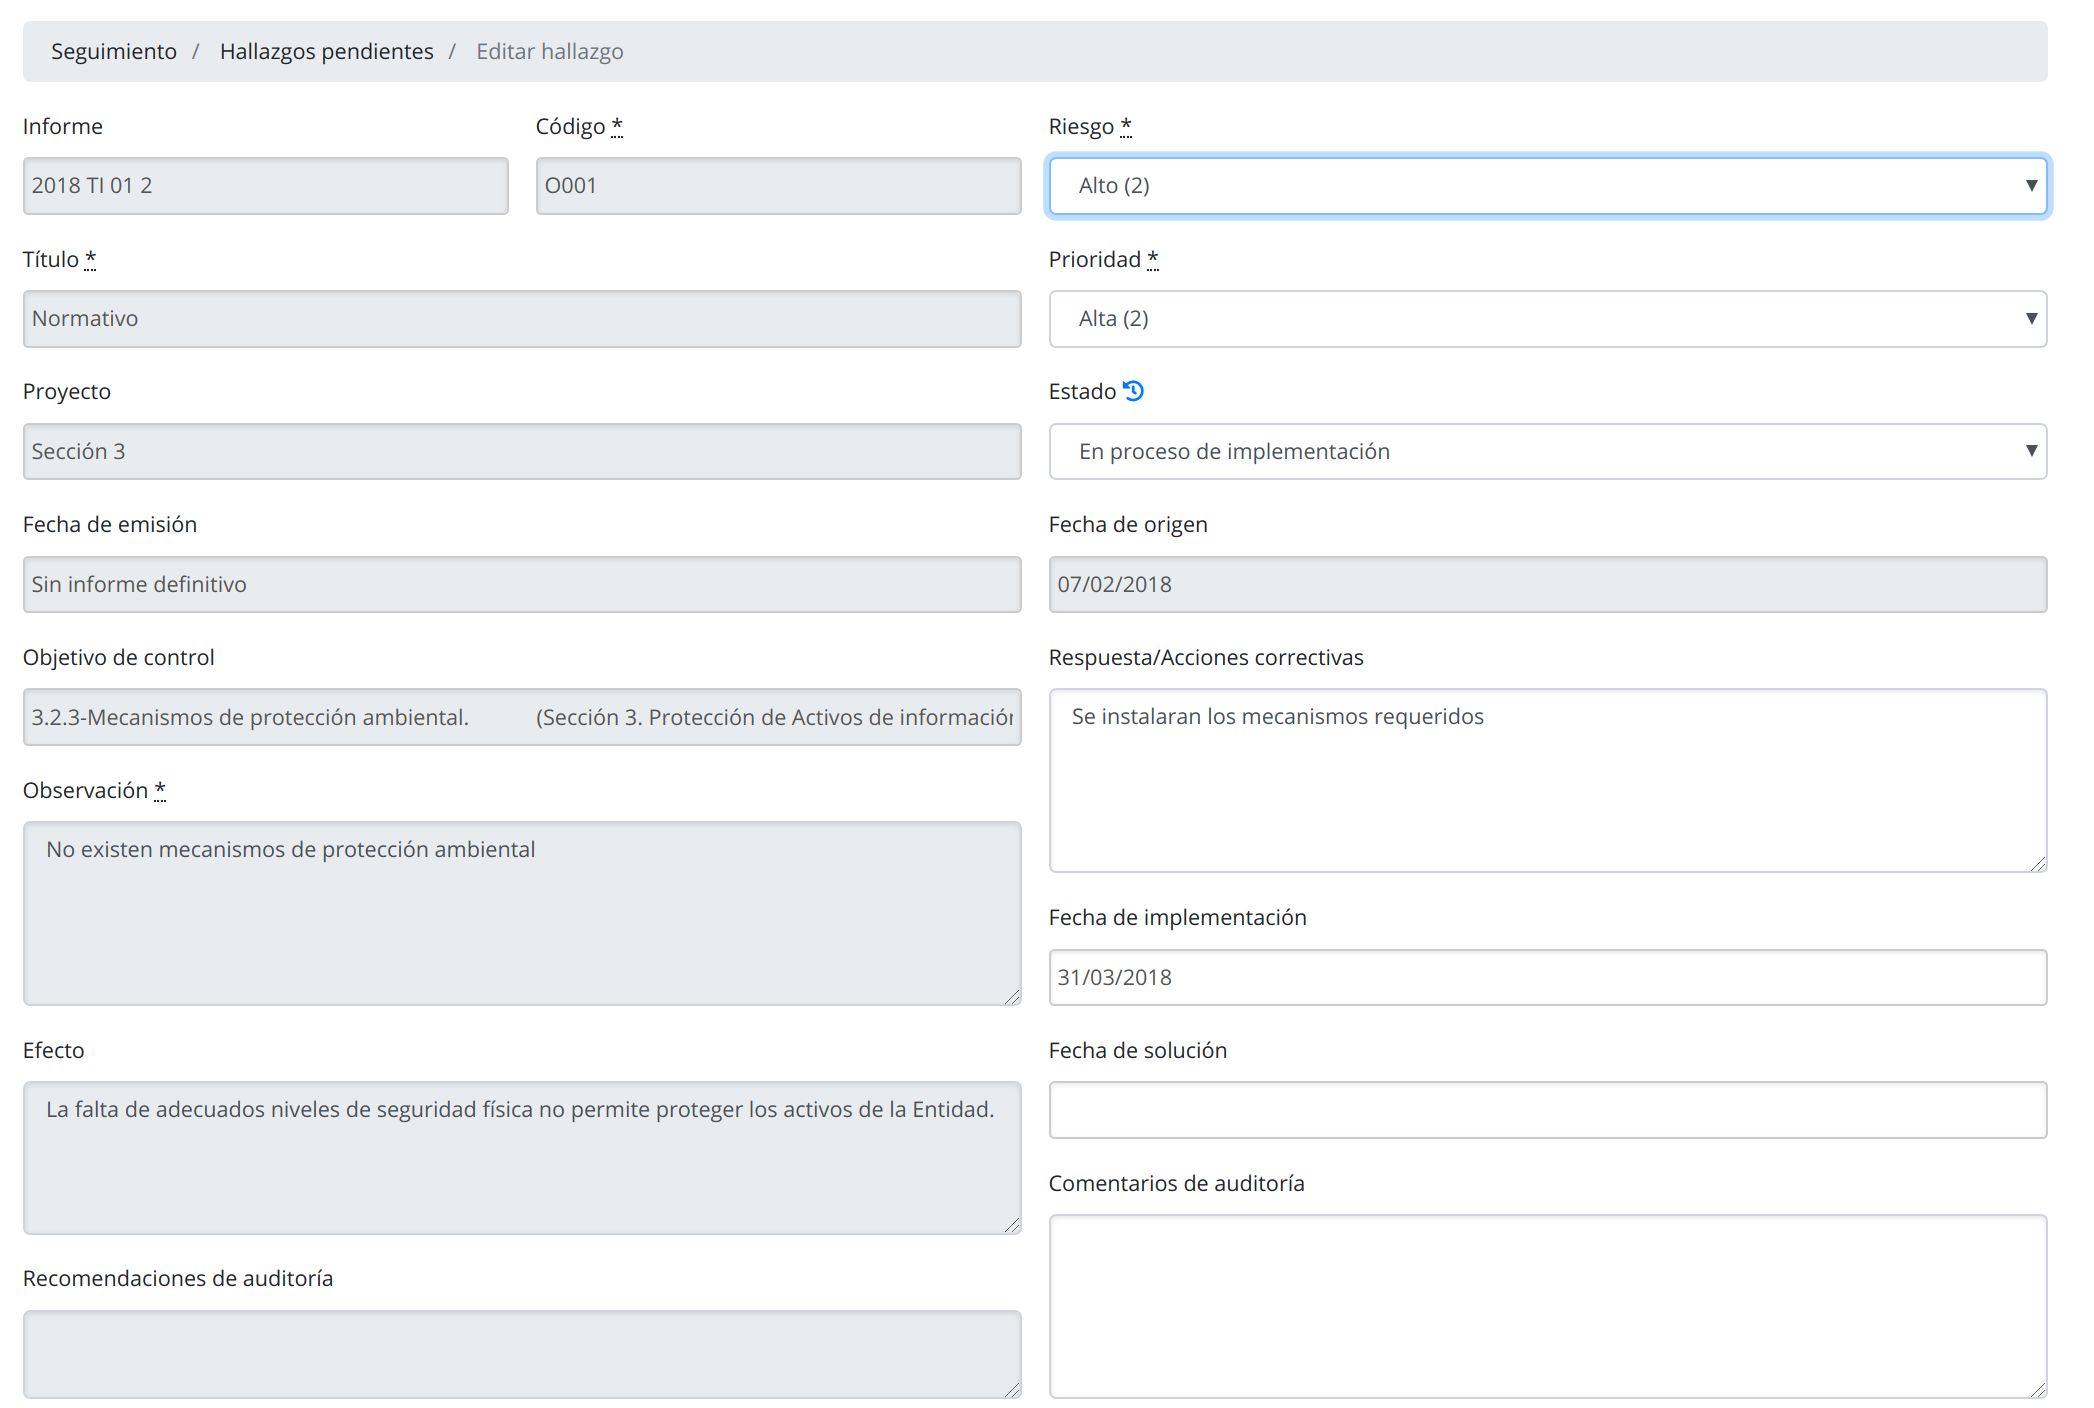 Seguimiento / Hallazgos pendientes / Editar hallazgo
Informe
2018 TI 01 2
Código *
O001
Riesgo *
Alto (2)
Título *
Normativo
Prioridad *
Alta (2)
Proyecto
Sección 3
Estado
En proceso de implementación
Fecha de emisión
Sin informe definitivo
Fecha de origen
07/02/2018
Objetivo de control
3.2.3-Mecanismos de protección ambiental. (Sección 3. Protección de Activos de información
Respuesta/Acciones correctivas
Se instalaran los mecanismos requeridos
Observación *
No existen mecanismos de protección ambiental
Fecha de implementación
31/03/2018
Efecto
La falta de adecuados niveles de seguridad física no permite proteger los activos de la Entidad.
Fecha de solución
Comentarios de auditoría
Recomendaciones de auditoría